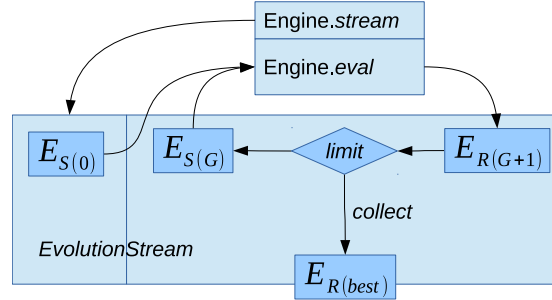 Engine.stream
Engine.eval
E_S(0)
E_S(G)
limit
E_R(G+1)
collect
EvolutionStream
E_R(best)